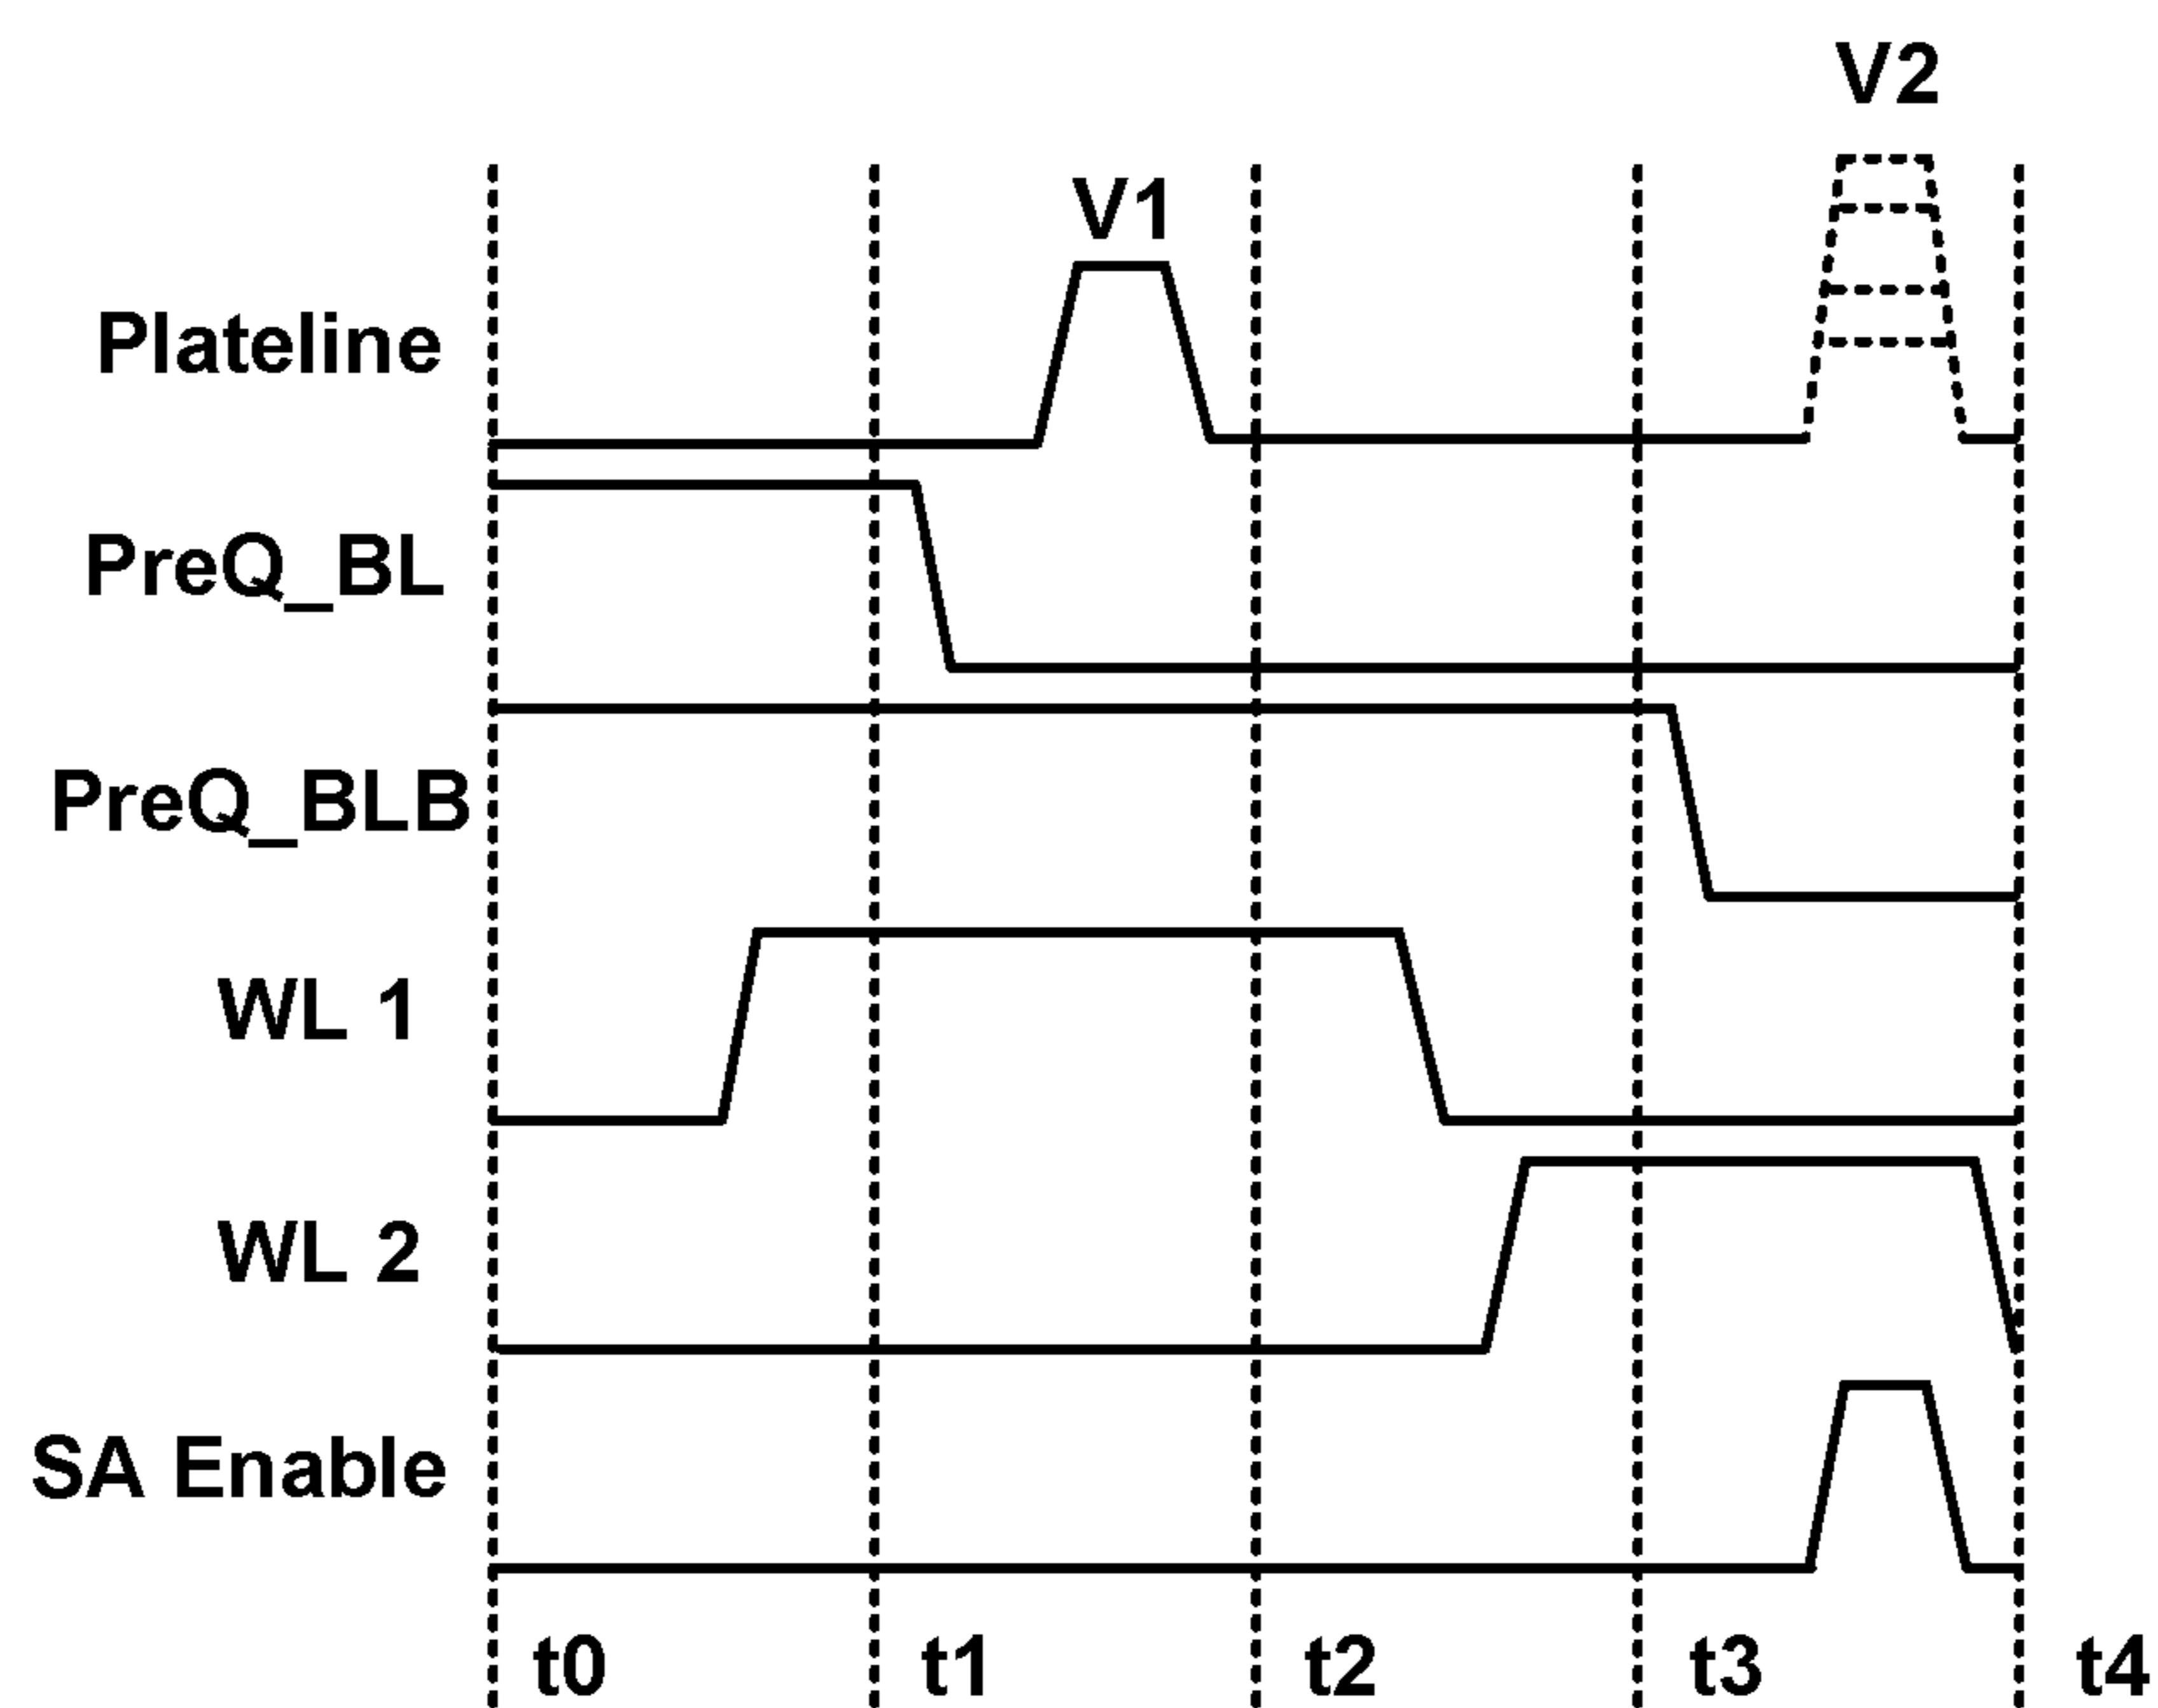 V2
V1
Plateline
PreQ_BL
PreQ_BLB
WL 1
WL 2
SA Enable
t0 t1 t2 t3 t4